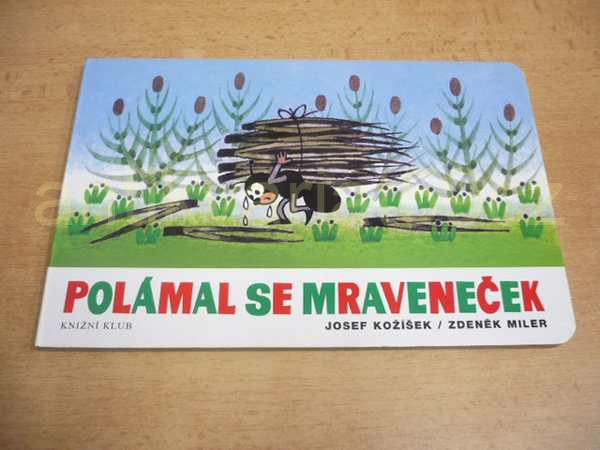 POLÁMAL SE MRAVENEČEK
JOSEF KOŽÍŠEK / ZDENĚK MILER
KNIŽNÍ KLUB